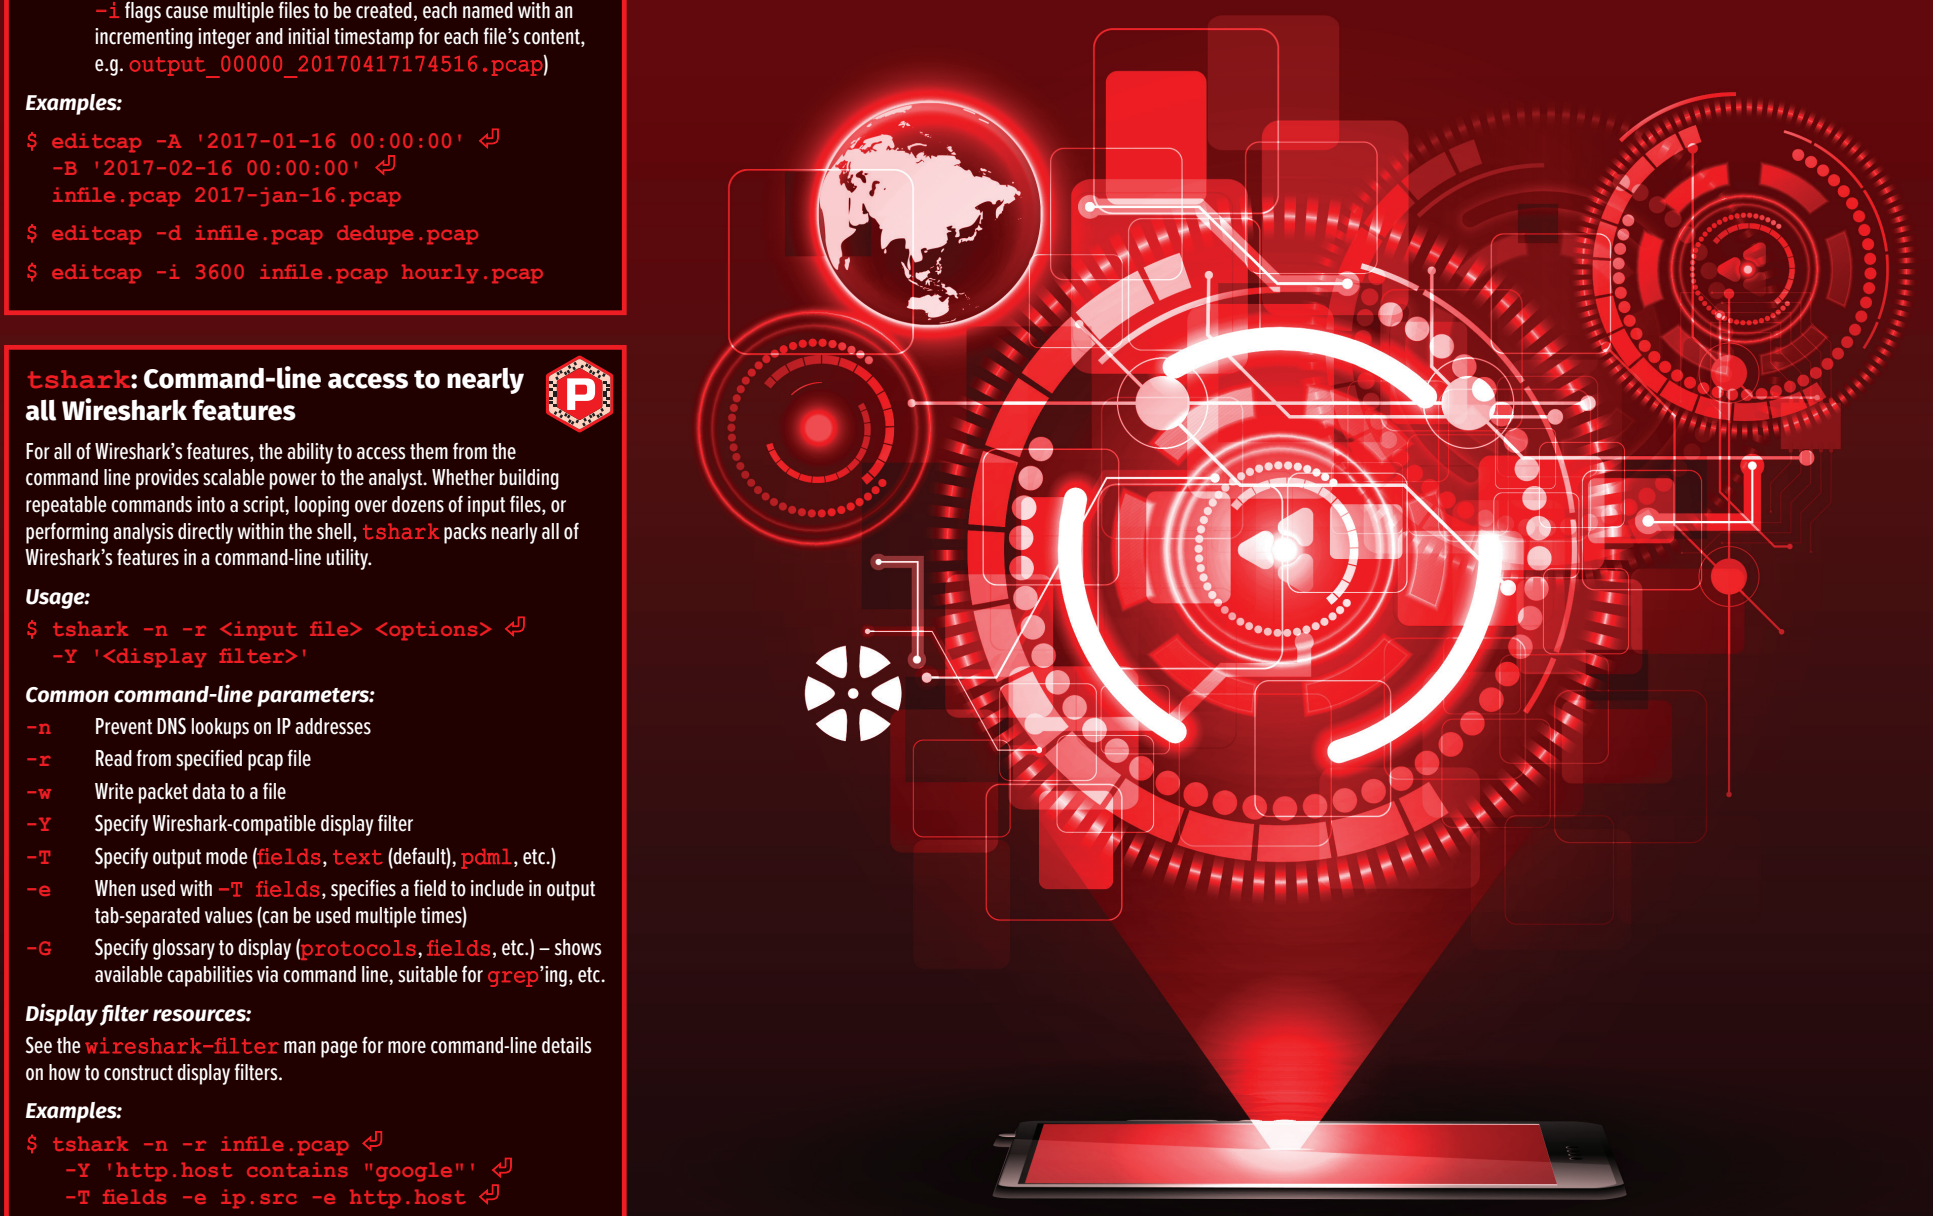 -i flags cause multiple files to be created, each named with an
incrementing integer and initial timestamp for each file's content,
e.g. output_00000_20170417174516.pcap)
Examples:
$ editcap -A '2017-01-16 00:00:00' ⏎
-B '2017-02-16 00:00:00' ⏎
infile.pcap 2017-jan-16.pcap
$ editcap -d infile.pcap dedupe.pcap
$ editcap -i 3600 infile.pcap hourly.pcap
tshark: Command-line access to nearly
all Wireshark features
P
For all of Wireshark's features, the ability to access them from the
command line provides scalable power to the analyst. Whether building
repeatable commands into a script, looping over dozens of input files, or
performing analysis directly within the shell, tshark packs nearly all of
Wireshark's features in a command-line utility.
Usage:
$ tshark -n -r <input file> <options> ⏎
-Y '<display filter>'
Common command-line parameters:
-n Prevent DNS lookups on IP addresses
-r Read from specified pcap file
-w Write packet data to a file
-Y Specify Wireshark-compatible display filter
-T Specify output mode (fields, text (default), pdml, etc.)
-e When used with -T fields, specifies a field to include in output
tab-separated values (can be used multiple times)
-G Specify glossary to display (protocols, fields, etc.) – shows
available capabilities via command line, suitable for grep'ing, etc.
Display filter resources:
See the wireshark-filter man page for more command-line details
on how to construct display filters.
Examples:
$ tshark -n -r infile.pcap ⏎
-Y 'http.host contains "google"' ⏎
-T fields -e ip.src -e http.host ⏎